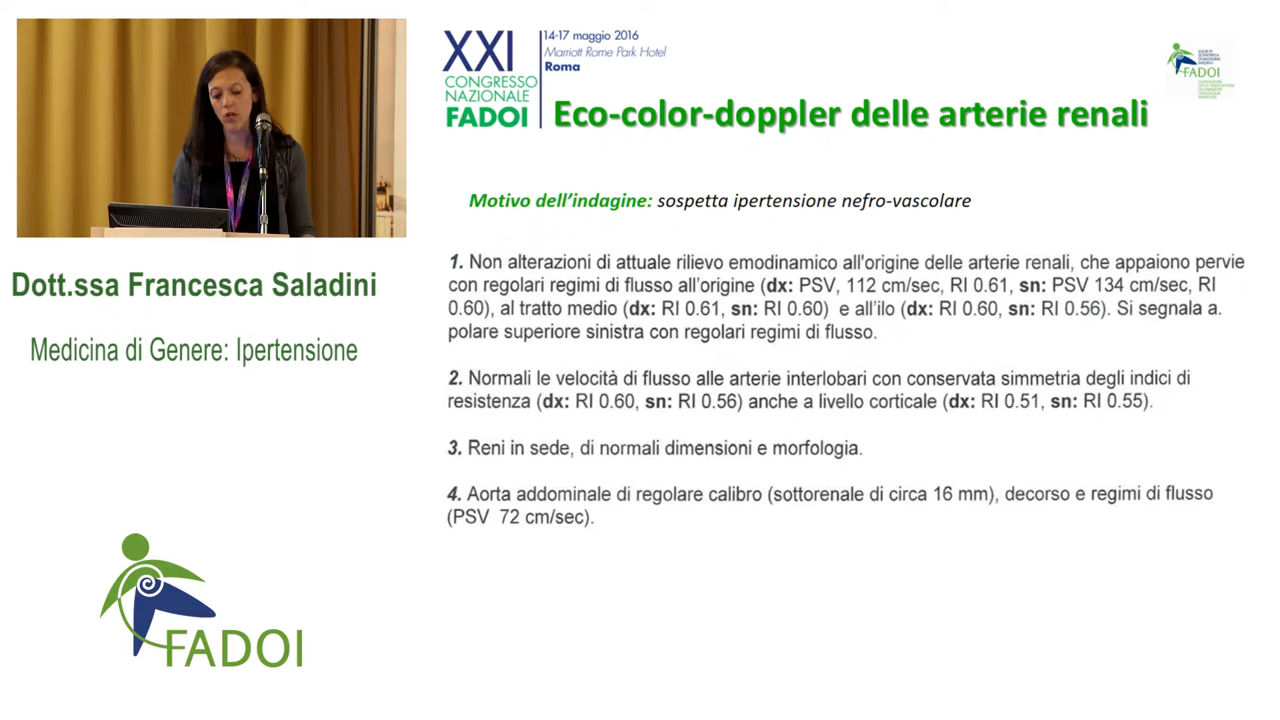 XXI
CONGRESSO
NAZIONALE
FADOI
14-17 maggio 2016
Marriott Rome Park Hotel
Roma
FADOI
Eco-color-doppler delle arterie renali
Motivo dell'indagine: sospetta ipertensione nefro-vascolare
1. Non alterazioni di attuale rilievo emodinamico all'origine delle arterie renali, che appaiono pervie
con regolari regimi di flusso all'origine (dx: PSV, 112 cm/sec, RI 0.61, sn: PSV 134 cm/sec, RI
0.60), al tratto medio (dx: RI 0.61, sn: RI 0.60) e all'ilo (dx: RI 0.60, sn: RI 0.56). Si segnala a.
polare superiore sinistra con regolari regimi di flusso.
2. Normali le velocità di flusso alle arterie interlobari con conservata simmetria degli indici di
resistenza (dx: RI 0.60, sn: RI 0.56) anche a livello corticale (dx: RI 0.51, sn: RI 0.55).
3. Reni in sede, di normali dimensioni e morfologia.
4. Aorta addominale di regolare calibro (sottorenale di circa 16 mm), decorso e regimi di flusso
(PSV 72 cm/sec).
Dott.ssa Francesca Saladini
Medicina di Genere: Ipertensione
FADOI